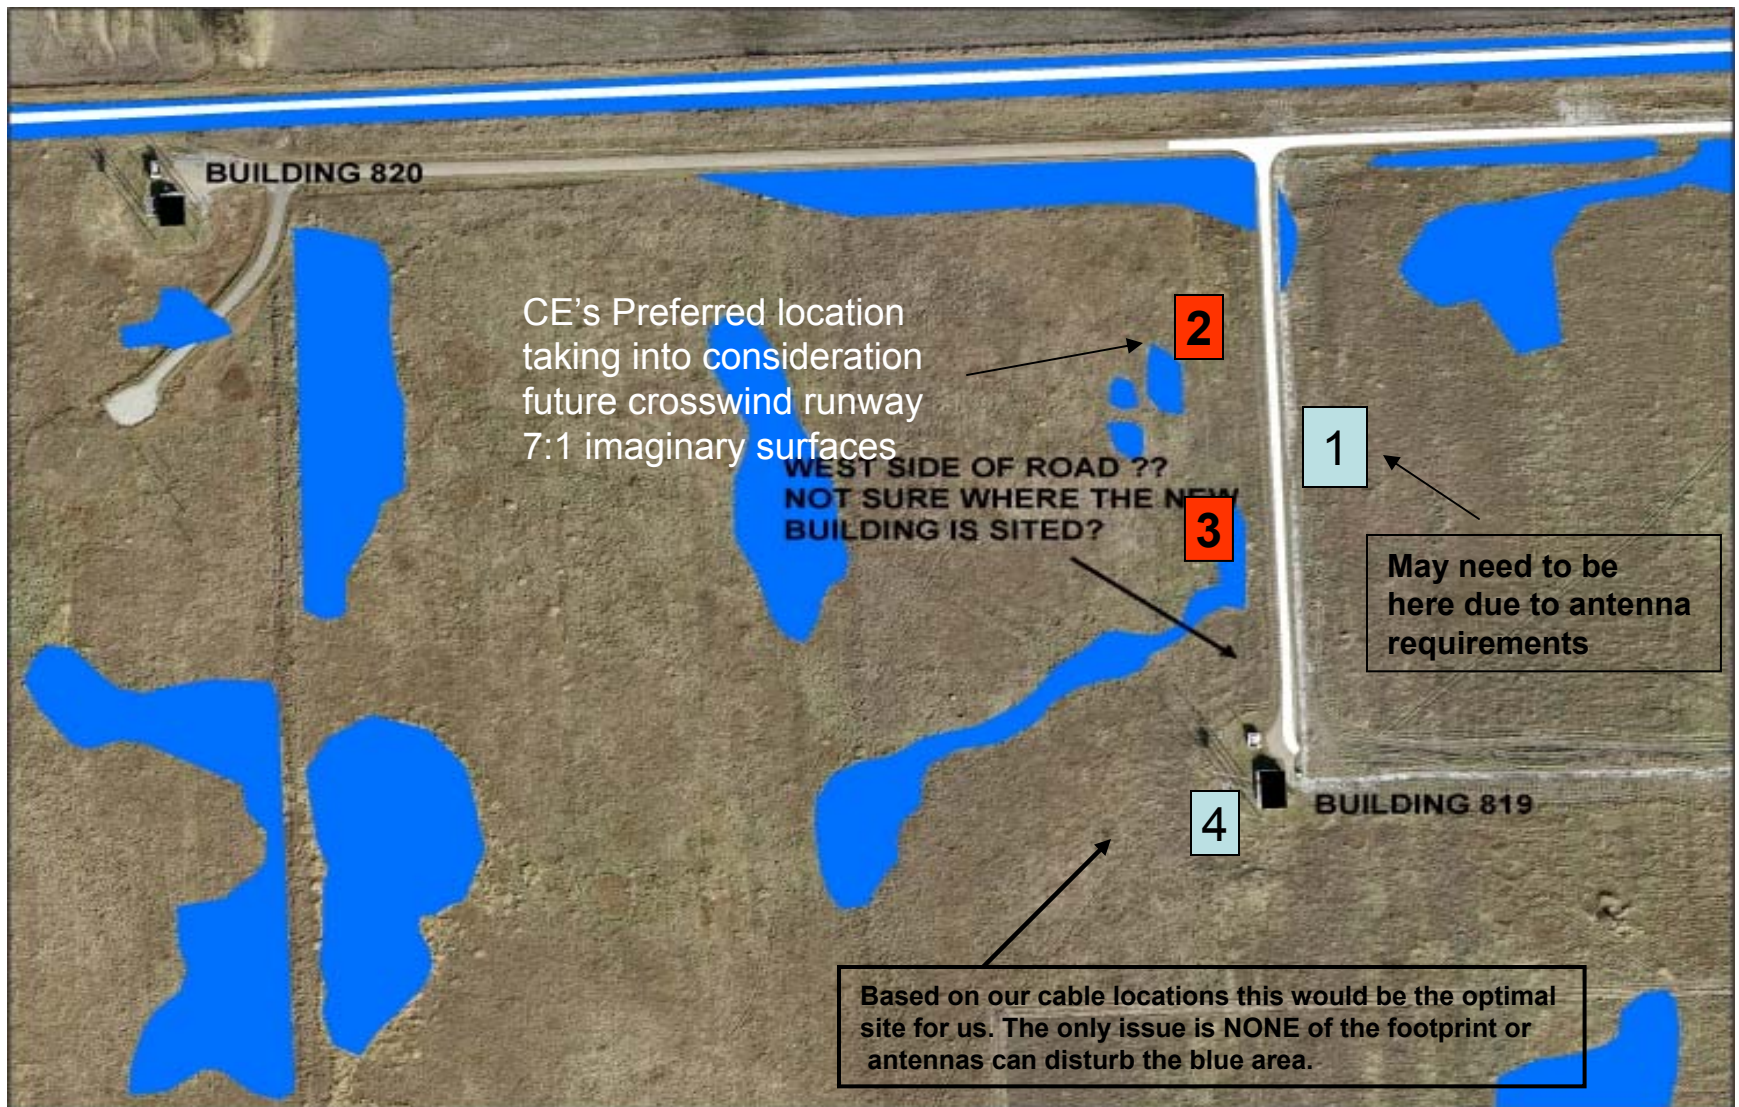 BUILDING 820
CE’s Preferred location
taking into consideration
future crosswind runway
7:1 imaginary surfaces
2
1
WEST SIDE OF ROAD ??
NOT SURE WHERE THE NEW
BUILDING IS SITED?
3
May need to be
here due to antenna
requirements
4
BUILDING 819
Based on our cable locations this would be the optimal
site for us. The only issue is NONE of the footprint or
antennas can disturb the blue area.